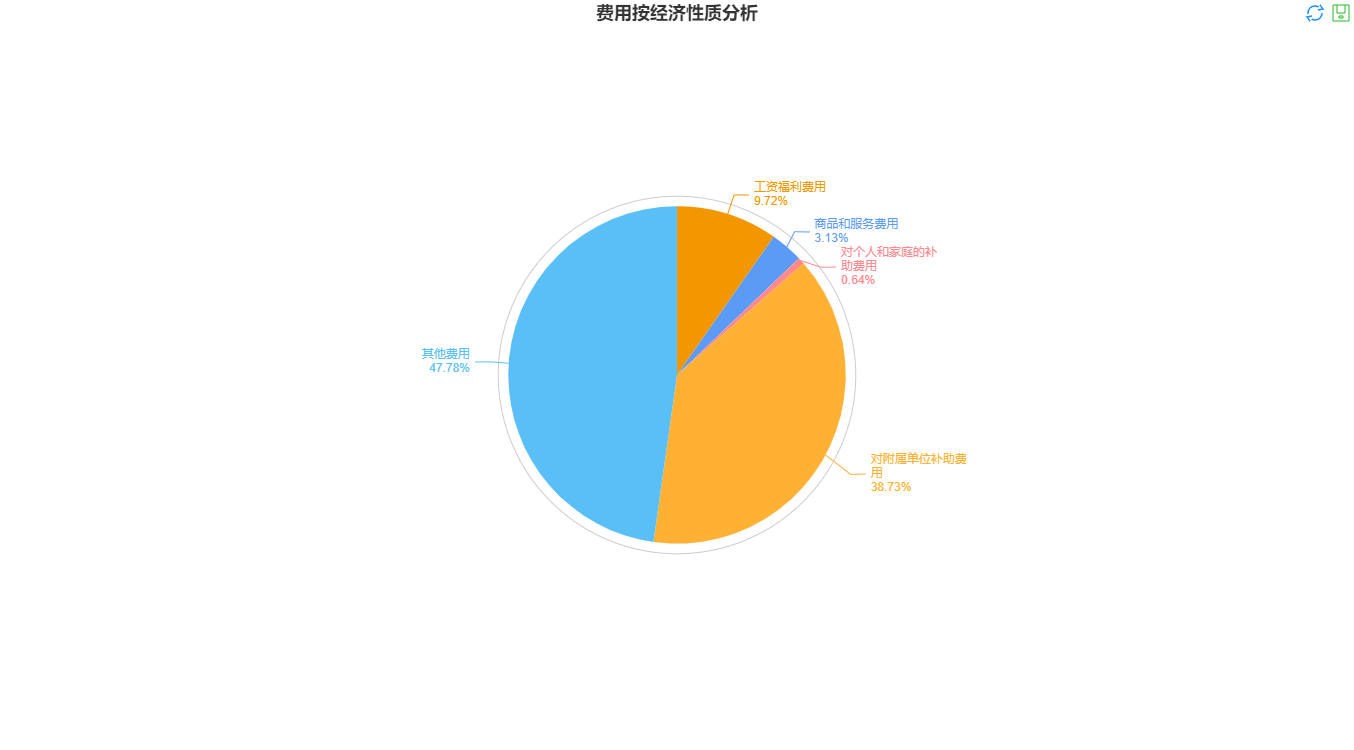 费用按经济性质分析
工资福利费用
9.72%
商品和服务费用
3.13%
对个人和家庭的补
助费用
0.64%
其他费用
47.78%
对附属单位补助费
用
38.73%